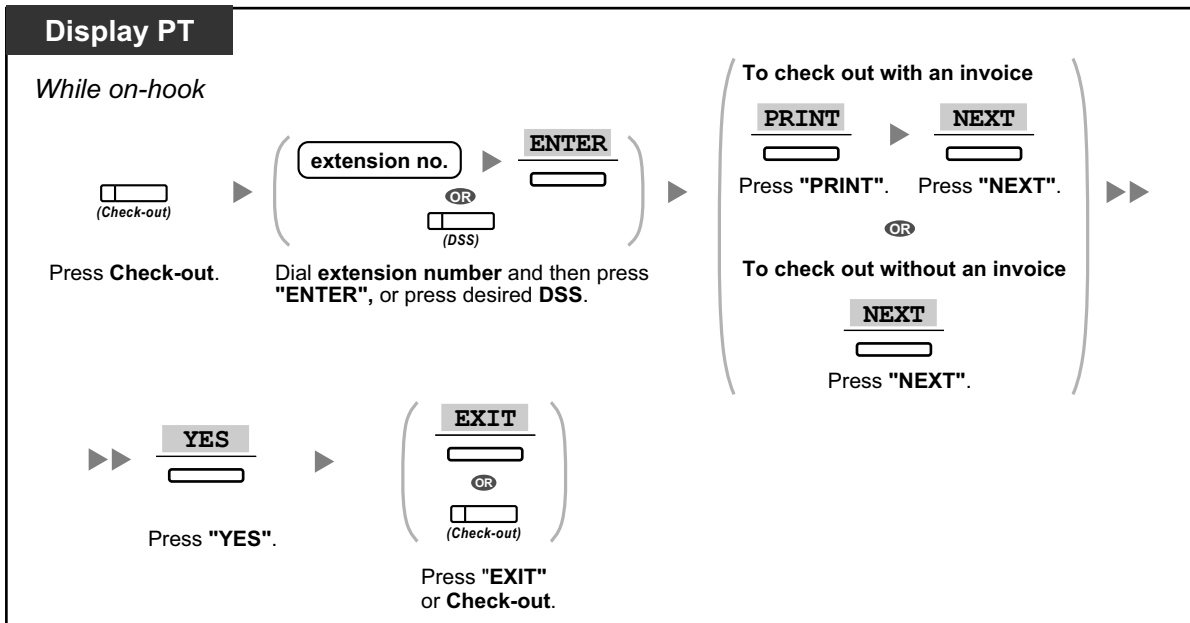 Display PT
While on-hook
(Check-out)
Press Check-out.
extension no.
ENTER
OR
(DSS)
Dial extension number and then press
"ENTER", or press desired DSS.
To check out with an invoice
PRINT
NEXT
Press "PRINT".
Press "NEXT".
OR
To check out without an invoice
NEXT
Press "NEXT".
YES
Press "YES".
EXIT
OR
(Check-out)
Press "EXIT"
or Check-out.